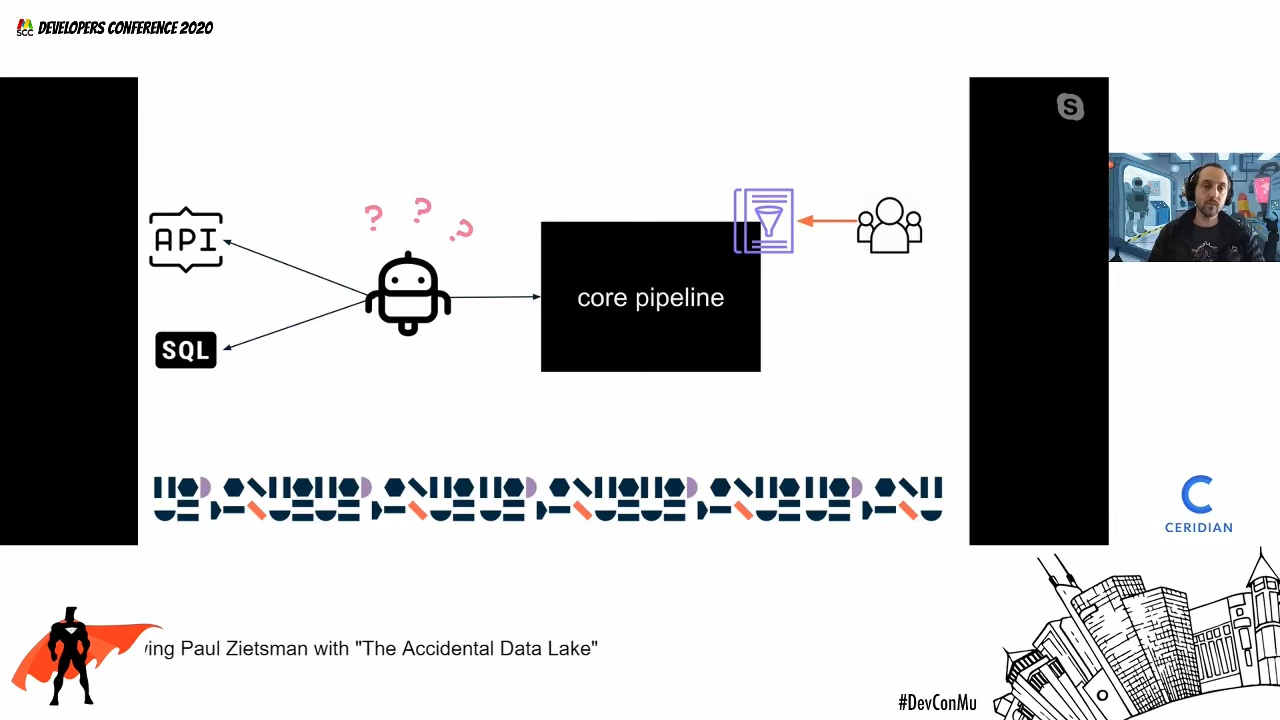 SCC DEVELOPERS CONFERENCE 2020
S
? ? ?
API
core pipeline
SQL
C
CERIDIAN
ving Paul Zietsman with "The Accidental Data Lake"
#DevConMu